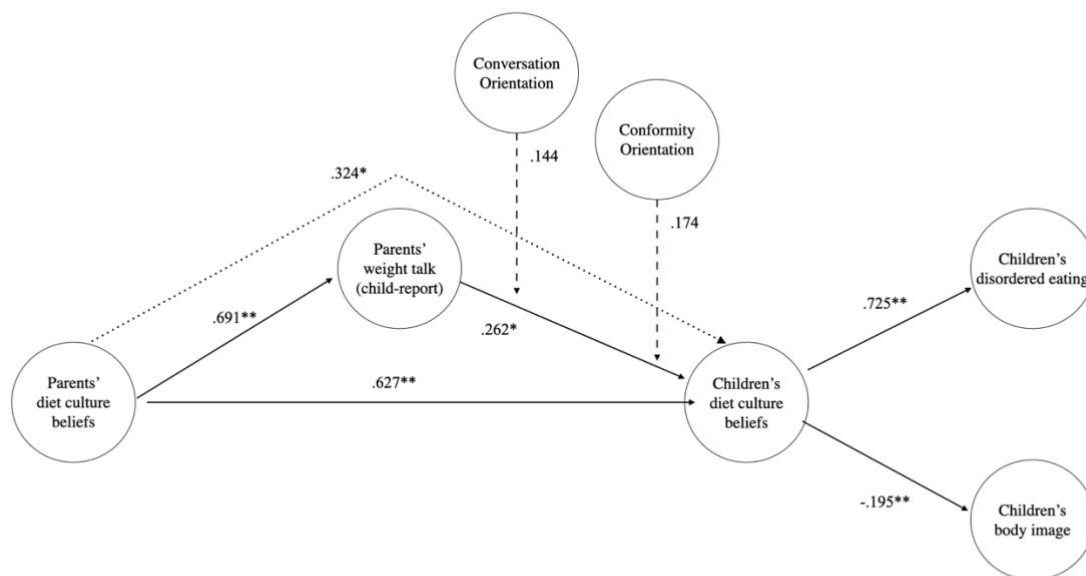 Conversation
Orientation
Conformity
Orientation
.144
.324*
.174
Parents’
weight talk
(child-report)
Children’s
disordered eating
.691**
.262*
.725**
.627**
Parents’
diet culture
beliefs
Children’s
diet culture
beliefs
-.195**
Children’s
body image